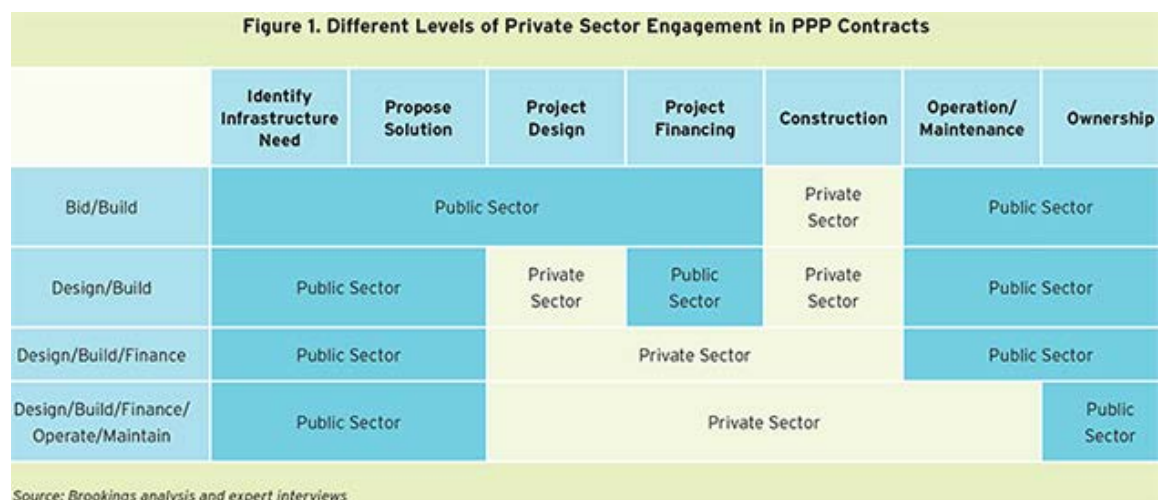 Figure 1. Different Levels of Private Sector Engagement in PPP Contracts
Identify
Infrastructure
Need
Propose
Solution
Project
Design
Project
Financing
Construction
Operation/
Maintenance
Ownership
Bid/Build
Public Sector
Private
Sector
Public Sector
Design/Build
Public Sector
Private
Sector
Public
Sector
Private
Sector
Public Sector
Design/Build/Finance
Public Sector
Private Sector
Public Sector
Design/Build/Finance/
Operate/Maintain
Public Sector
Private Sector
Public
Sector
Source: Brookings analysis and expert interviews